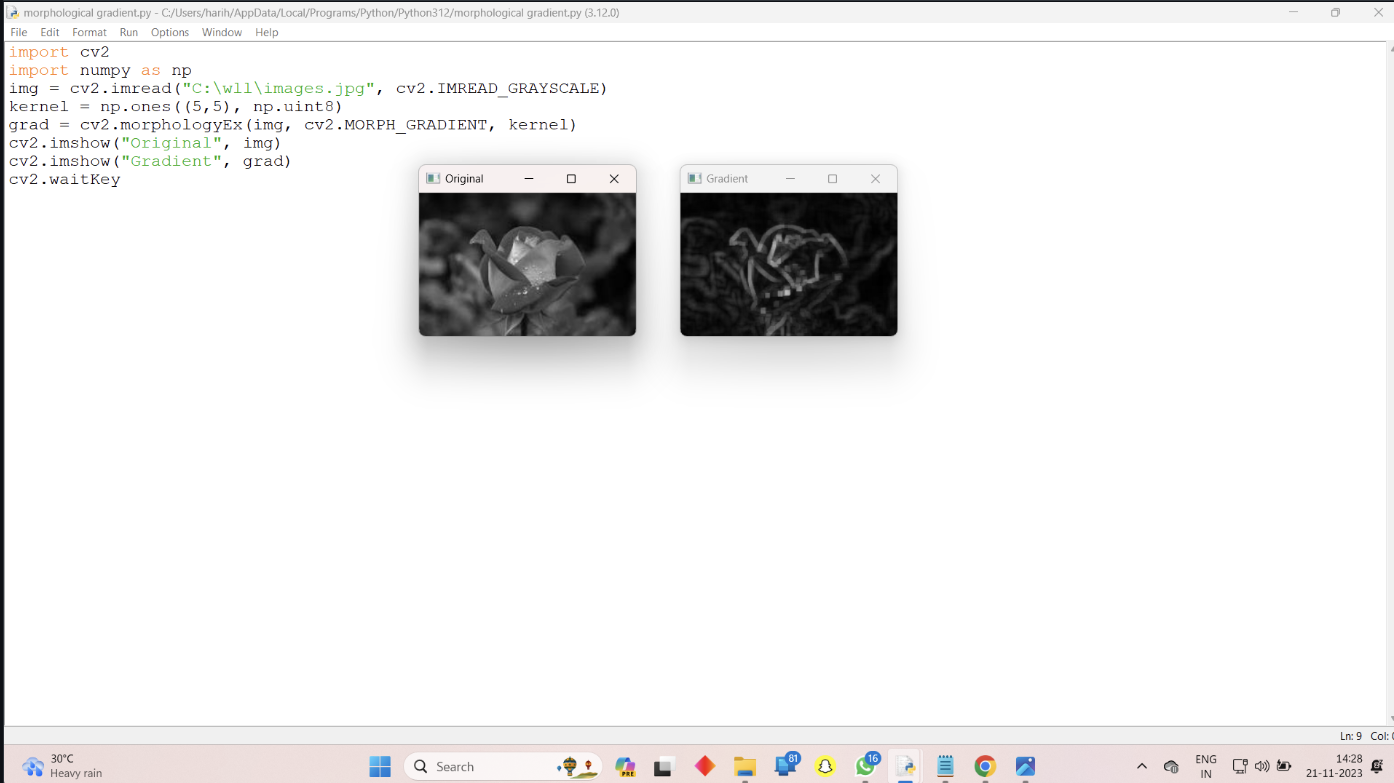 morphological gradient.py - C:/Users/harih/AppData/Local/Programs/Python/Python312/morphological gradient.py (3.12.0)
File Edit Format Run Options Window Help
import cv2
import numpy as np
img = cv2.imread("C:\wll\images.jpg", cv2.IMREAD_GRAYSCALE)
kernel = np.ones((5,5), np.uint8)
grad = cv2.morphologyEx(img, cv2.MORPH_GRADIENT, kernel)
cv2.imshow("Original", img)
cv2.imshow("Gradient", grad)
cv2.waitKey
Original
Gradient
Ln: 9 Col:
30°C
Heavy rain
Search
PRE
81
16
ENG
IN
14:28
21-11-2023